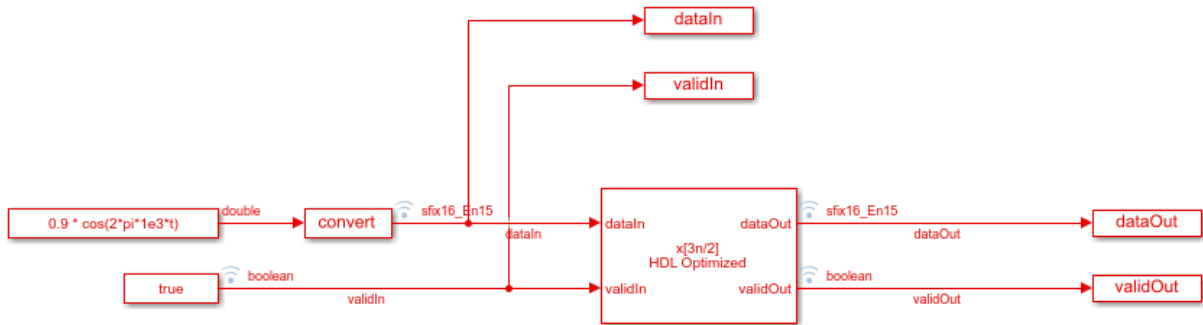 dataIn
validIn
0.9 * cos(2*pi*1e3*t)
double
convert
sfix16_En15
dataIn
true
boolean
validIn
dataIn
validIn
x[3n/2]
HDL Optimized
dataOut
validOut
sfix16_En15
dataOut
boolean
validOut
dataOut
validOut